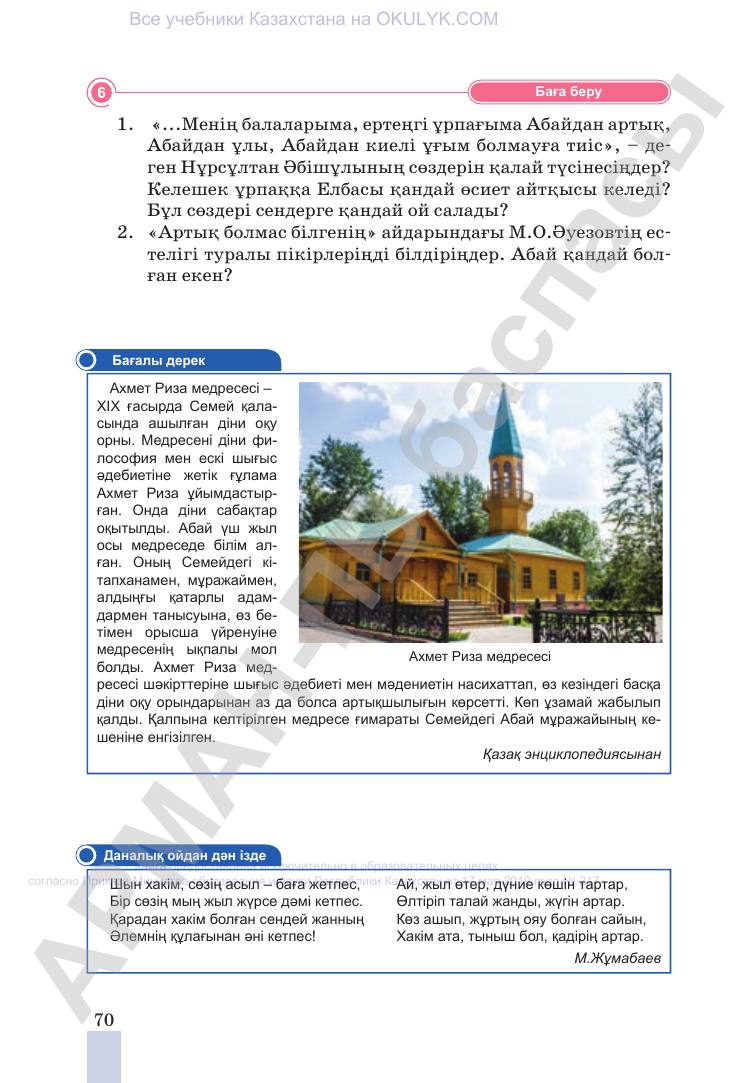 Все учебники Казахстана на OKULYK.COM
6
Баға беру
1. «...Менің балаларыма, ертеңгі ұрпағыма Абайдан артық,
Абайдан ұлы, Абайдан киелі ұғым болмауға тиіс», – де-
ген Нұрсұлтан Әбішұлының сөздерін қалай түсінесіңдер?
Келешек ұрпаққа Елбасы қандай өсиет айтқысы келеді?
Бұл сөздері сендерге қандай ой салады?
2. «Артық болмас білгенің» айдарындағы М.О.Әуезовтің ес-
телігі туралы пікірлеріңді білдіріңдер. Абай қандай бол-
ған екен?
Бағалы дерек
Ахмет Риза медресесі –
XIX ғасырда Семей қала-
сында ашылған діни оқу
орны. Медресені діни фи-
лософия мен ескі шығыс
әдебиетіне жетік ғұлама
Ахмет Риза ұйымдастыр-
ған. Онда діни сабақтар
оқытылды. Абай үш жыл
осы медреседе білім ал-
ған. Оның Семейдегі кі-
тапханамен, мұражаймен,
алдыңғы қатарлы адам-
дармен танысуына, өз бе-
тімен орысша үйренуіне
медресенің ықпалы мол
болды. Ахмет Риза мед-
ресесі шәкірттеріне шығыс әдебиеті мен мәдениетін насихаттап, өз кезіндегі басқа
діни оқу орындарынан аз да болса артықшылығын көрсетті. Көп ұзамай жабылып
қалды. Қалпына келтірілген медресе ғимараты Семейдегі Абай мұражайының ке-
шеніне енгізілген.
Ахмет Риза медресесі
Қазақ энциклопедиясынан
Даналық ойдан дән ізде
исключительно в образовательных целях
согласно
Шын хакім, сөзің асыл – баға жетпес,
Бір сөзің мың жыл жүрсе дәмі кетпес.
Қарадан хакім болған сендей жанның
Әлемнің құлағынан әні кетпес!
Ай, жыл өтер, дүние көшін тартар,
Өлтіріп талай жанды, жүгін артар.
Көз ашып, жұртың ояу болған сайын,
Хакім ата, тыныш бол, қадірің артар.
М.Жұмабаев
70
АРМАН-ПВ баспасы